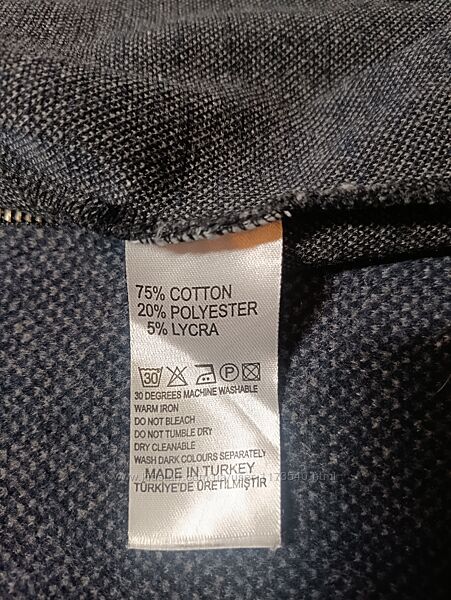 75% COTTON
20% POLYESTER
5% LYCRA
30 P
30 DEGREES MACHINE WASHABLE
WARM IRON
DO NOT BLEACH
DO NOT TUMBLE DRY
DRY CLEANABLE
WASH DARK COLOURS SEPARATELY
MADE IN TURKEY
TÜRKİYE'DE ÜRETİLMİŞTİR